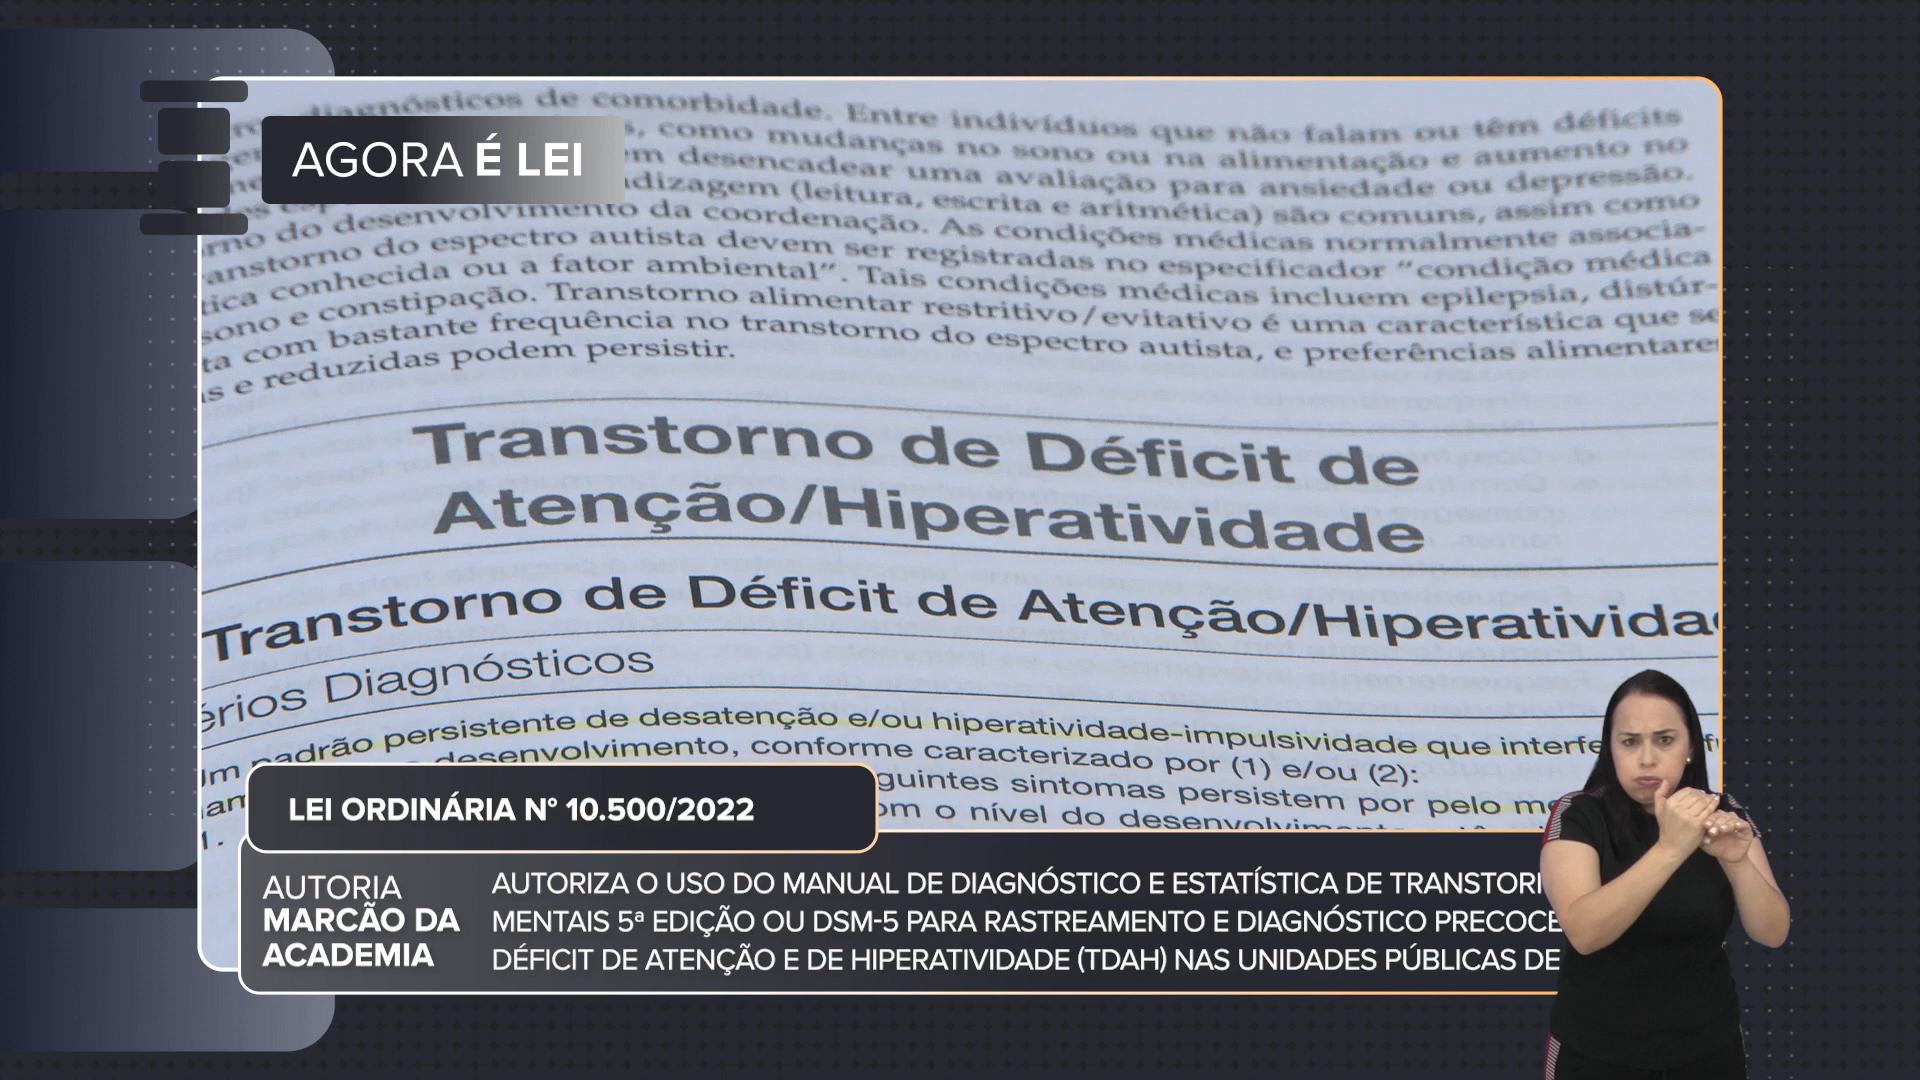 AGORA É LEI
diagnósticos de comorbidade. Entre indivíduos que não falam ou têm déficits
como mudanças no sono ou na alimentação e aumento no
em desencadear uma avaliação para ansiedade ou depressão.
dizagem (leitura, escrita e aritmética) são comuns, assim como
rno do desenvolvimento da coordenação. As condições médicas normalmente associa-
anstorno do espectro autista devem ser registradas no especificador “condição médica
tica conhecida ou a fator ambiental”. Tais condições médicas incluem epilepsia, distúr-
sono e constipação. Transtorno alimentar restritivo/evitativo é uma característica que se
ta com bastante frequência no transtorno do espectro autista, e preferências alimentares
as e reduzidas podem persistir.
Transtorno de Déficit de
Atenção/Hiperatividade
Transtorno de Déficit de Atenção/Hiperatividad
érios Diagnósticos
Um padrão persistente de desatenção e/ou hiperatividade-impulsividade que interfe
desenvolvimento, conforme caracterizado por (1) e/ou (2):
guintes sintomas persistem por pelo me
om o nível do desenvolvimento
1.
LEI ORDINÁRIA N° 10.500/2022
AUTORIA
MARCÃO DA
ACADEMIA
AUTORIZA O USO DO MANUAL DE DIAGNÓSTICO E ESTATÍSTICA DE TRANSTOR
MENTAIS 5ª EDIÇÃO OU DSM-5 PARA RASTREAMENTO E DIAGNÓSTICO PRECOCE
DÉFICIT DE ATENÇÃO E DE HIPERATIVIDADE (TDAH) NAS UNIDADES PÚBLICAS DE